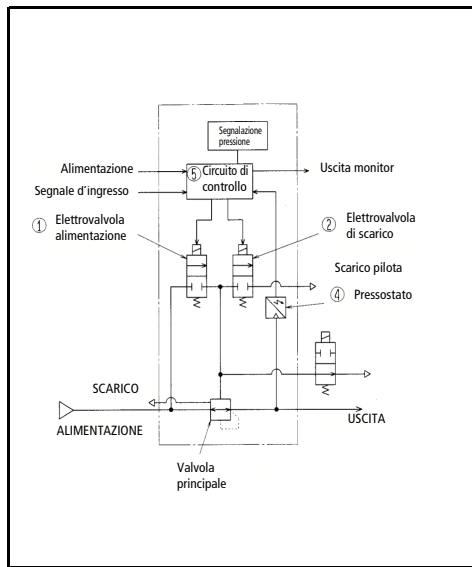 Segnalazione
pressione
Alimentazione
⑤ Circuito di
controllo
Uscita monitor
Segnale d'ingresso
① Elettrovalvola
alimentazione
② Elettrovalvola
di scarico
Scarico pilota
④ Pressostato
SCARICO
ALIMENTAZIONE
USCITA
Valvola
principale